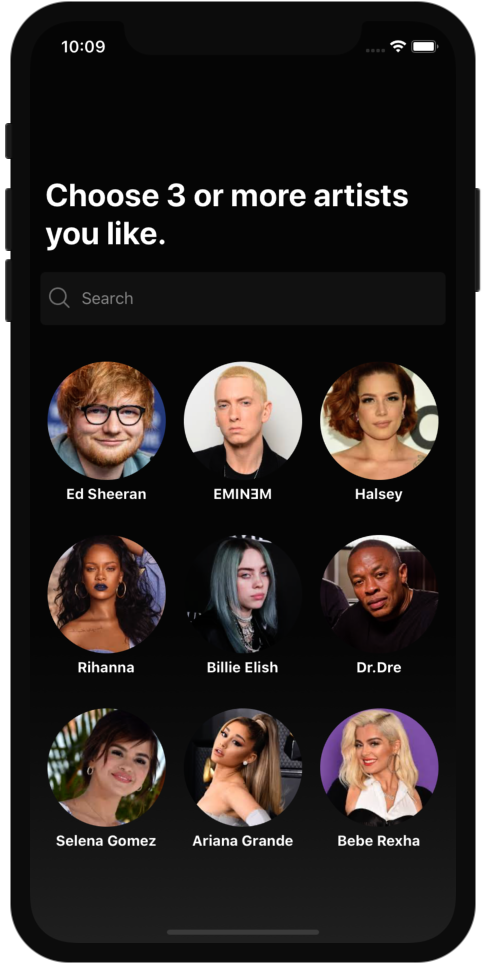 10:09
Choose 3 or more artists
you like.
Search
Ed Sheeran
EMINƎM
Halsey
Rihanna
Billie Elish
Dr.Dre
Selena Gomez
Ariana Grande
Bebe Rexha